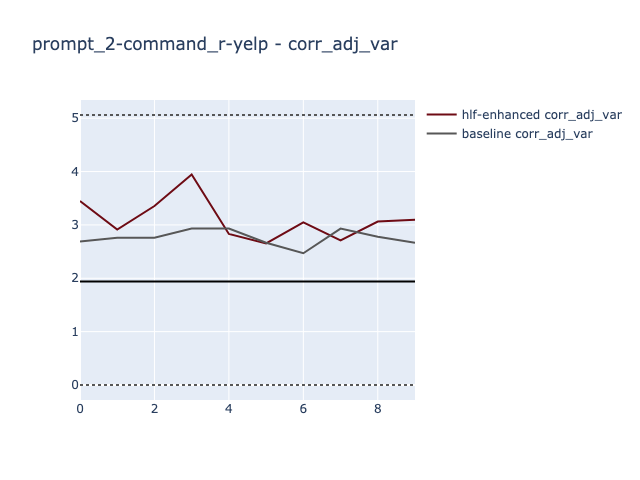 prompt_2-command_r-yelp - corr_adj_var
hlf-enhanced corr_adj_var
baseline corr_adj_var
5
4
3
2
1
0
0 2 4 6 8